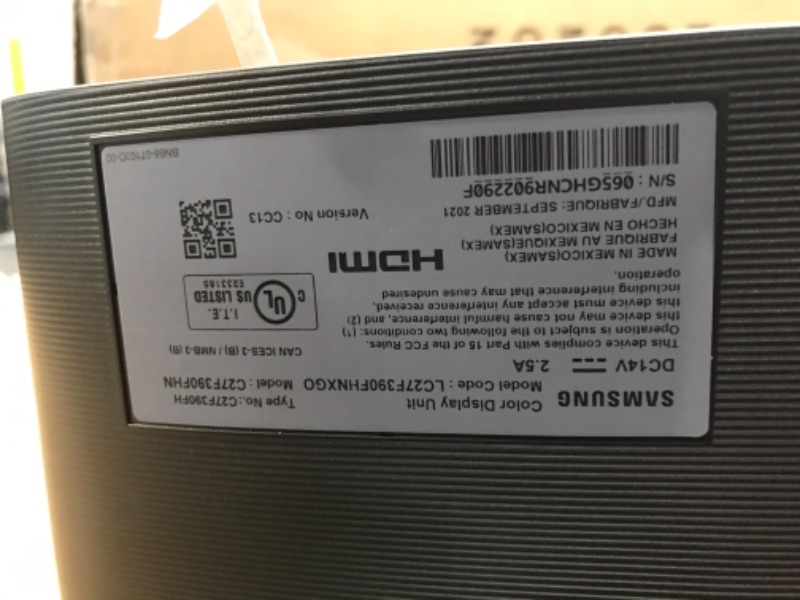 SAMSUNG
Color Display Unit
Type No.:C27F390FH
Model Code : LC27F390FHNXGO Model : C27F390FHN
DC14V 2.5A
This device complies with Part 15 of the FCC Rules.
Operation is subject to the following two conditions: (1)
this device may not cause harmful interference, and (2)
this device must accept any interference received,
including interference that may cause undesired
operation.
CAN ICES-3 (B) / NMB-3 (B)
C UL US LISTED
I.T.E.
E233185
HDMI
MADE IN MEXICO(SAMEX)
FABRIQUE AU MEXIQUE(SAMEX)
HECHO EN MEXICO(SAMEX)
MFD./FABRIQUE: SEPTEMBER 2021
Version No : CC13
S/N : 065GHCNR902290F
BN68-07103D-00